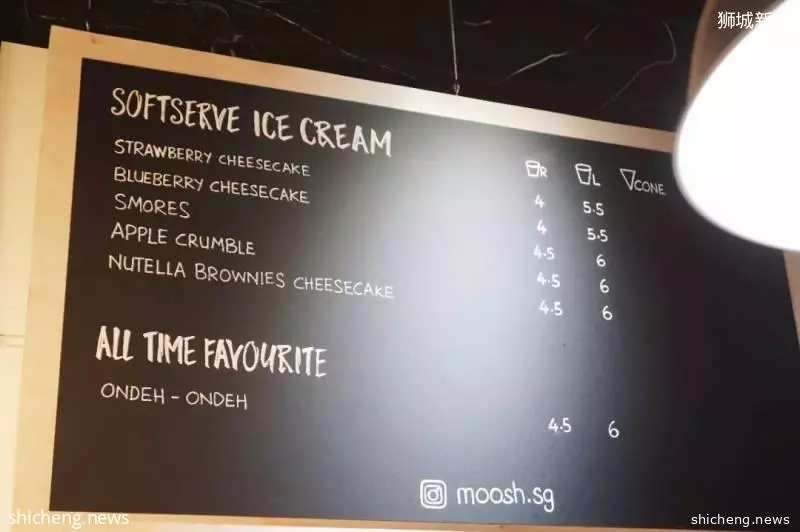 狮城新
SOFTSERVE ICE CREAM
R L CONE
STRAWBERRY CHEESECAKE 4 5.5
BLUEBERRY CHEESECAKE 4 5.5
SMORES 4.5 6
APPLE CRUMBLE 4.5 6
NUTELLA BROWNIES CHEESECAKE 4.5 6
ALL TIME FAVOURITE
ONDEH - ONDEH 4.5 6
moosh.sg
shicheng.news
shicheng.news